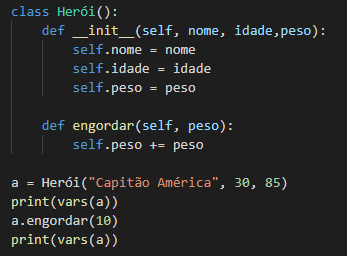 class Herói():
    def __init__(self, nome, idade,peso):
        self.nome = nome
        self.idade = idade
        self.peso = peso

    def engordar(self, peso):
        self.peso += peso

a = Herói("Capitão América", 30, 85)
print(vars(a))
a.engordar(10)
print(vars(a))